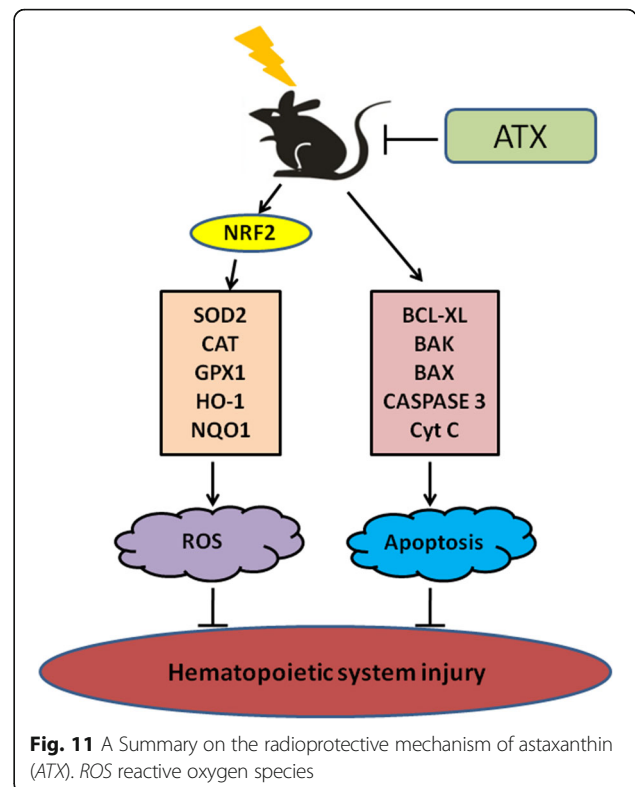 ATX
NRF2
SOD2
CAT
GPX1
HO-1
NQO1
BCL-XL
BAK
BAX
CASPASE 3
Cyt C
ROS
Apoptosis
Hematopoietic system injury
Fig. 11 A Summary on the radioprotective mechanism of astaxanthin
(ATX). ROS reactive oxygen species